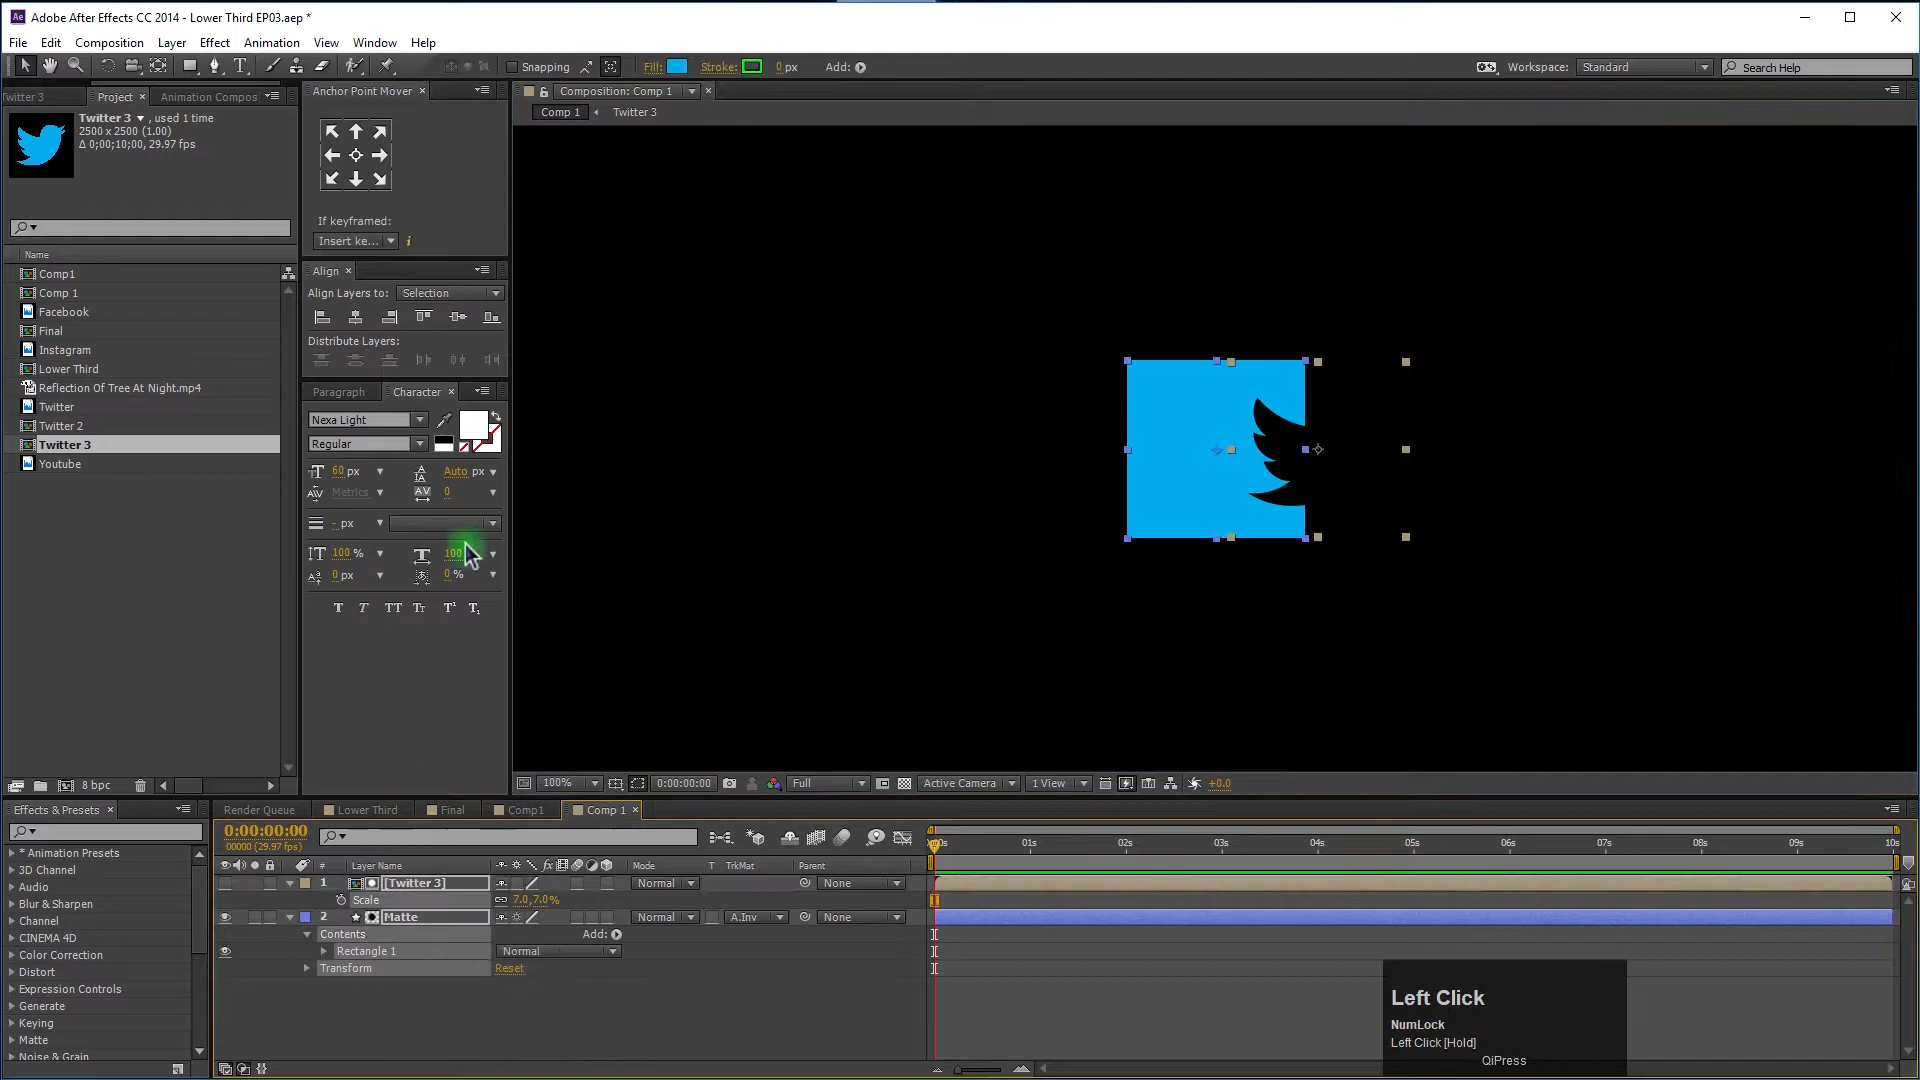 Adobe After Effects CC 2014 - Lower Third EP03.aep *
File Edit Composition Layer Effect Animation View Window Help
Snapping Fill: Stroke: 0 px Add: Workspace: Standard Search Help
Twitter 3 Project Animation Compos Anchor Point Mover Composition: Comp 1
Comp 1 Twitter 3
Twitter 3 , used 1 time
2500 x 2500 (1.00)
Δ 0;00;10;00, 29.97 fps
If keyframed:
Insert ke...
Name
Comp1
Comp 1
Facebook
Final
Instagram
Lower Third
Reflection Of Tree At Night.mp4
Twitter
Twitter 2
Twitter 3
Youtube
8 bpc
Align
Align Layers to: Selection
Distribute Layers:
Paragraph Character
Nexa Light
Regular
60 px Auto px
Metrics 0
- px
100 % 100
0 px 0 %
T T TT Tt T¹ T₁
100% 0:00:00:00 Full Active Camera 1 View +0.0
Effects & Presets
* Animation Presets
3D Channel
Audio
Blur & Sharpen
Channel
CINEMA 4D
Color Correction
Distort
Expression Controls
Generate
Keying
Matte
Noise & Grain
Render Queue Lower Third Final Comp1 Comp 1
0:00:00:00
00000 (29.97 fps)
# Layer Name Mode T TrkMat Parent
1 [Twitter 3] Normal None
Scale 7.0,7.0%
2 Matte Normal A.Inv None
Contents Add:
Rectangle 1 Normal
Transform Reset
01s 02s 03s 04s 05s 06s 07s 08s 09s 10s
Left Click
NumLock
Left Click [Hold]
QiPress